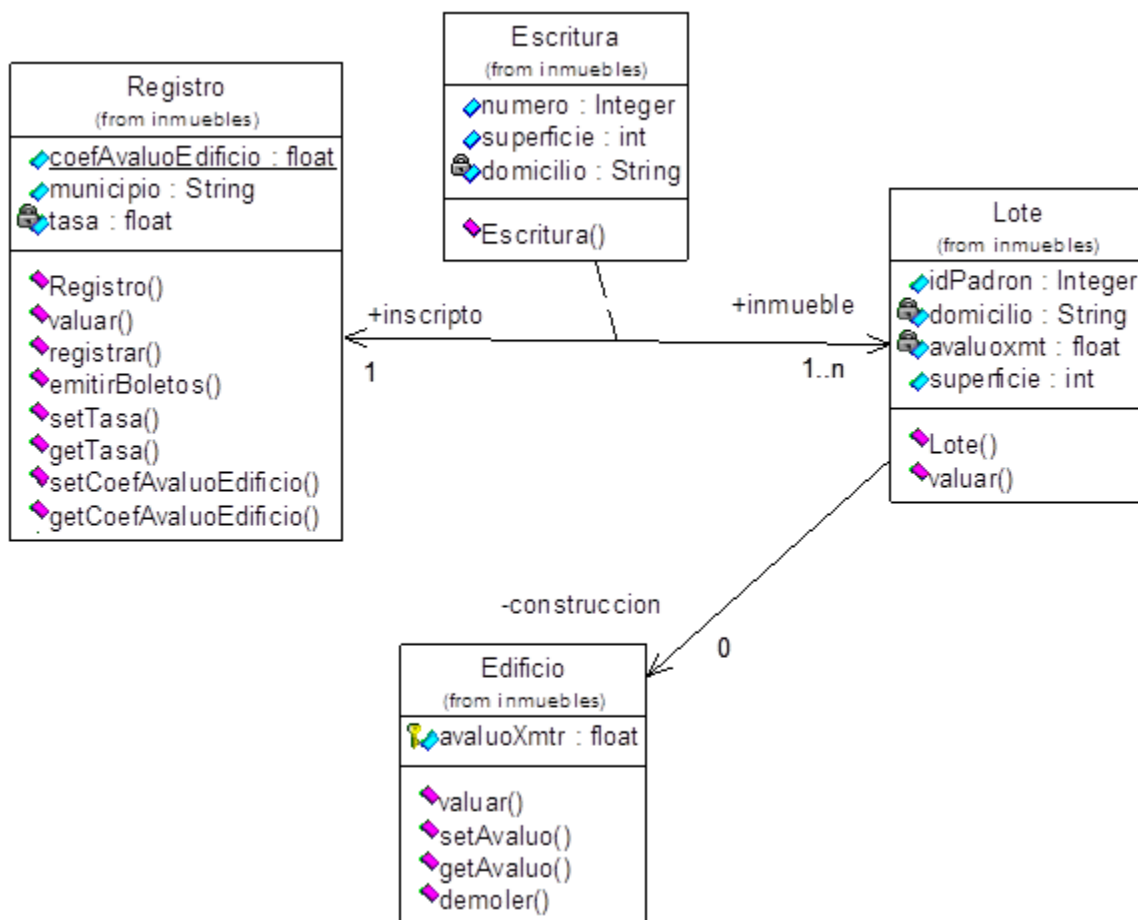 Registro
(from inmuebles)
coefAvaluoEdificio : float
municipio : String
tasa : float
Registro()
valuar()
registrar()
emitirBoletos()
setTasa()
getTasa()
setCoefAvaluoEdificio()
getCoefAvaluoEdificio()
Escritura
(from inmuebles)
numero : Integer
superficie : int
domicilio : String
Escritura()
+inscripto
1
+inmueble
1..n
Lote
(from inmuebles)
idPadron : Integer
domicilio : String
avaluoxmt : float
superficie : int
Lote()
valuar()
-construccion
0
Edificio
(from inmuebles)
avaluoXmtr : float
valuar()
setAvaluo()
getAvaluo()
demoler()